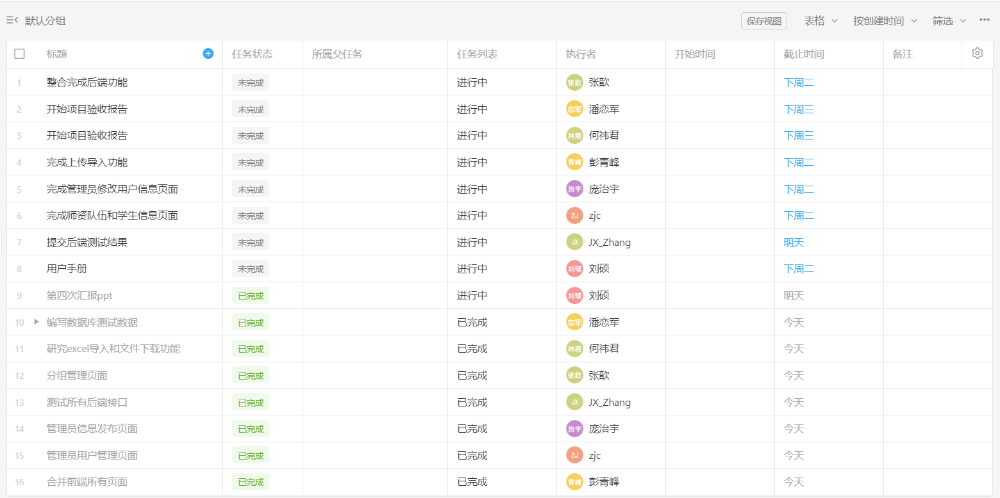 默认分组 保存视图 表格 按创建时间 筛选
标题 任务状态 所属父任务 任务列表 执行者 开始时间 截止时间 备注
1 整合完成后端功能 未完成 进行中 张歆 张歆 下周二
2 开始项目验收报告 未完成 进行中 恋军 潘恋军 下周三
3 开始项目验收报告 未完成 进行中 祎君 何祎君 下周三
4 完成上传导入功能 未完成 进行中 青峰 彭青峰 下周二
5 完成管理员修改用户信息页面 未完成 进行中 治宇 庞治宇 下周二
6 完成师资队伍和学生信息页面 未完成 进行中 ZJ zjc 下周二
7 提交后端测试结果 未完成 进行中 JX JX_Zhang 明天
8 用户手册 未完成 进行中 刘硕 刘硕 下周二
9 第四次汇报ppt 已完成 进行中 刘硕 刘硕 明天
10 编写数据库测试数据 已完成 已完成 恋军 潘恋军 今天
11 研究excel导入和文件下载功能 已完成 已完成 祎君 何祎君 今天
12 分组管理页面 已完成 已完成 张歆 张歆 今天
13 测试所有后端接口 已完成 已完成 JX JX_Zhang 今天
14 管理员信息发布页面 已完成 已完成 治宇 庞治宇 今天
15 管理员用户管理页面 已完成 已完成 ZJ zjc 今天
16 合并前端所有页面 已完成 已完成 青峰 彭青峰 今天